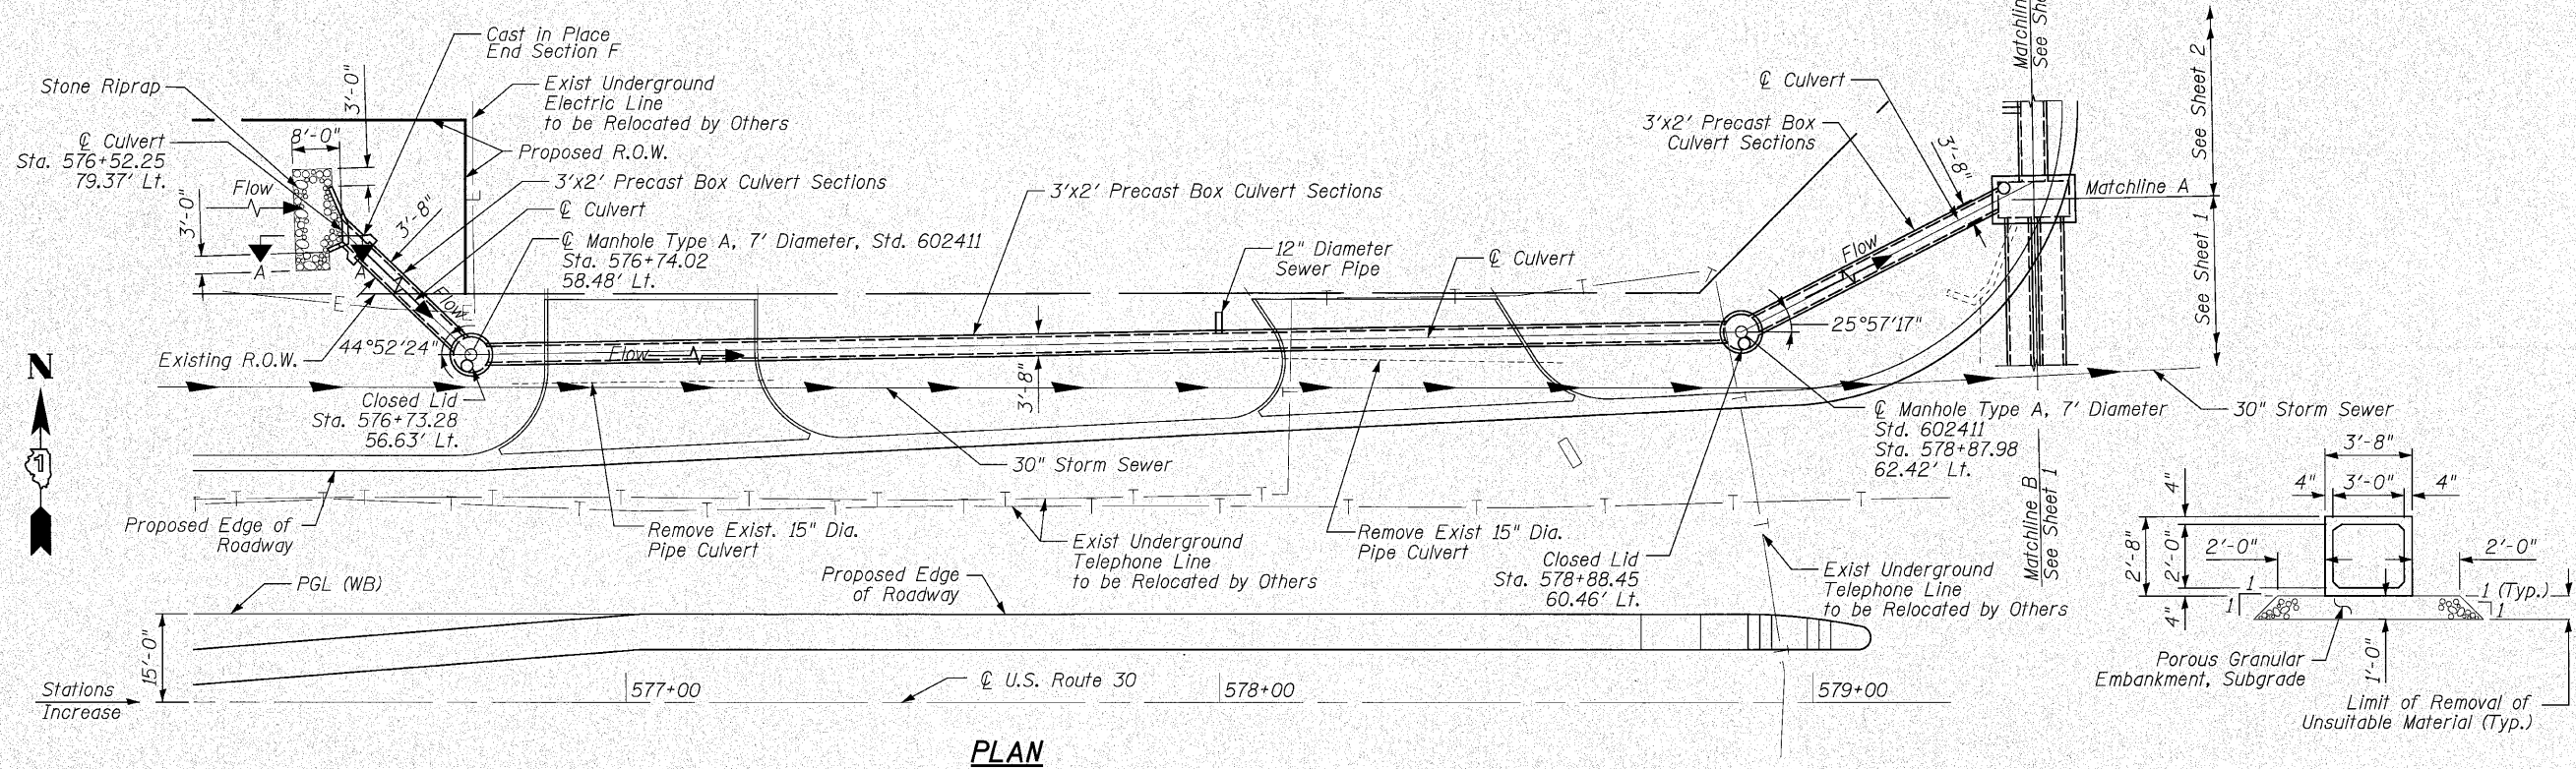 Cast in Place
End Section F
Stone Riprap
3'-0"
Exist Underground
Electric Line
to be Relocated by Others
℄ Culvert
Sta. 576+52.25
79.37' Lt.
8'-0"
Proposed R.O.W.
Flow
3'-0"
3'x2' Precast Box Culvert Sections
3'-8"
℄ Culvert
E
℄ Manhole Type A, 7' Diameter, Std. 602411
Sta. 576+74.02
58.48' Lt.
A
A
E
E
Flow
Existing R.O.W.
44°52'24"
Closed Lid
Sta. 576+73.28
56.63' Lt.
3'x2' Precast Box Culvert Sections
12" Diameter
Sewer Pipe
℄ Culvert
Flow
3'-8"
℄ Culvert
3'x2' Precast Box
Culvert Sections
3'-8"
Flow
25°57'17"
Matchlin
See She
See Sheet 2
Matchline A
See Sheet 1
℄ Manhole Type A, 7' Diameter
Std. 602411
Sta. 578+87.98
62.42' Lt.
30" Storm Sewer
N
1
30" Storm Sewer
Proposed Edge of
Roadway
Remove Exist. 15" Dia.
Pipe Culvert
Exist Underground
Telephone Line
to be Relocated by Others
Remove Exist 15" Dia.
Pipe Culvert
Closed Lid
Sta. 578+88.45
60.46' Lt.
Exist Underground
Telephone Line
to be Relocated by Others
Matchline B
See Sheet 1
PGL (WB)
Proposed Edge
of Roadway
15'-0"
Stations
Increase
577+00
℄ U.S. Route 30
578+00
579+00
PLAN
3'-8"
4"
3'-0"
4"
4"
2'-8"
2'-0"
4"
2'-0"
2'-0"
1
1
1 (Typ.)
1
1'-0"
Porous Granular
Embankment, Subgrade
Limit of Removal of
Unsuitable Material (Typ.)